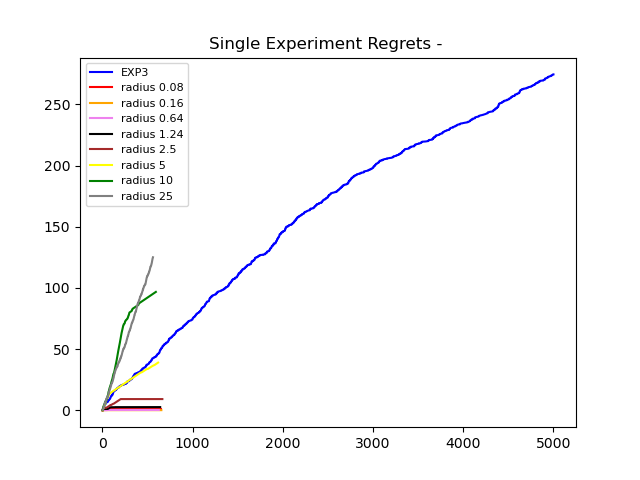 Single Experiment Regrets -
EXP3
radius 0.08
radius 0.16
radius 0.64
radius 1.24
radius 2.5
radius 5
radius 10
radius 25
250
200
150
100
50
0
0 1000 2000 3000 4000 5000